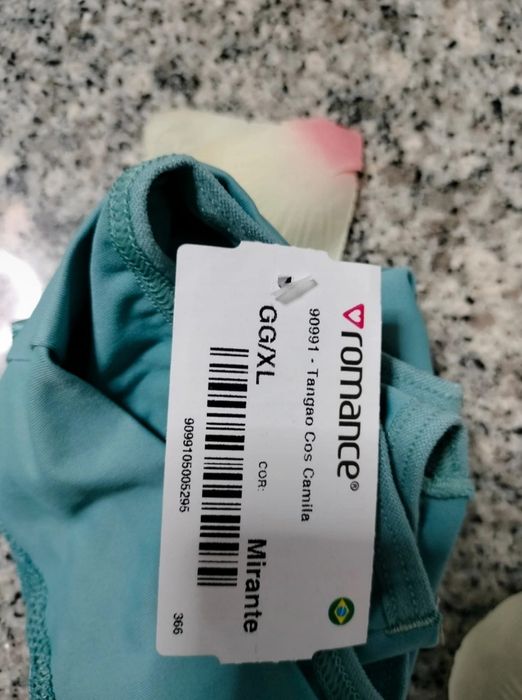 romance®
90991 - Tangao Cos Camila
GG/XL
COR: Mirante
9099105005295
366